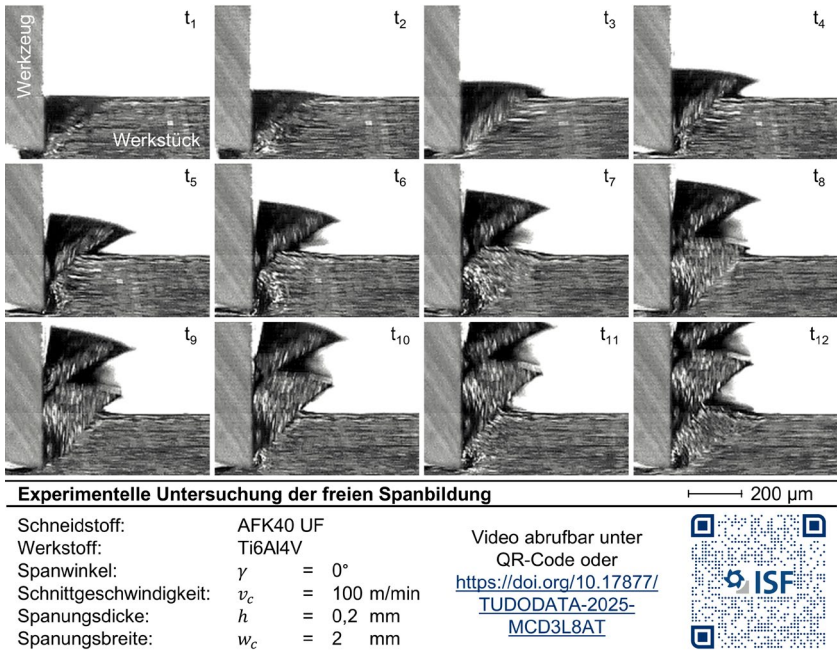 t1
t2
t3
t4
Werkzeug
Werkstück
t5
t6
t7
t8
t9
t10
t11
t12
Experimentelle Untersuchung der freien Spanbildung
200 µm
Schneidstoff: AFK40 UF
Werkstoff: Ti6Al4V
Spanwinkel: γ = 0°
Schnittgeschwindigkeit: vc = 100 m/min
Spanungsdicke: h = 0,2 mm
Spanungsbreite: wc = 2 mm
Video abrufbar unter
QR-Code oder
https://doi.org/10.17877/
TUDODATA-2025-
MCD3L8AT
ISF